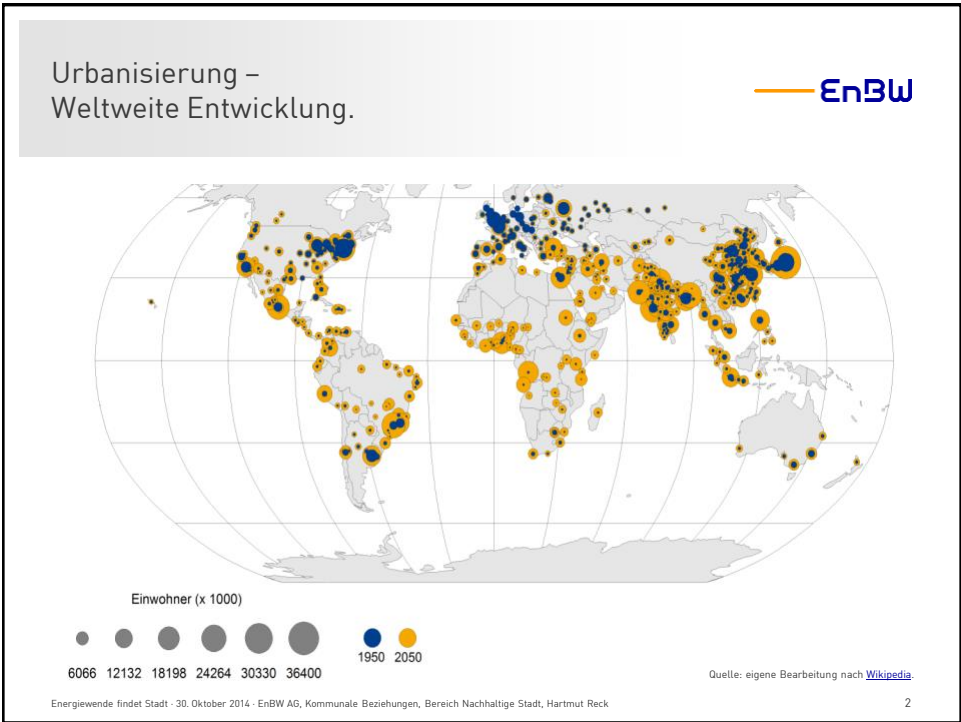 Urbanisierung –
Weltweite Entwicklung.
EnBW
Einwohner (x 1000)
6066 12132 18198 24264 30330 36400
1950 2050
Quelle: eigene Bearbeitung nach Wikipedia.
Energiewende findet Stadt · 30. Oktober 2014 · EnBW AG, Kommunale Beziehungen, Bereich Nachhaltige Stadt, Hartmut Reck
2